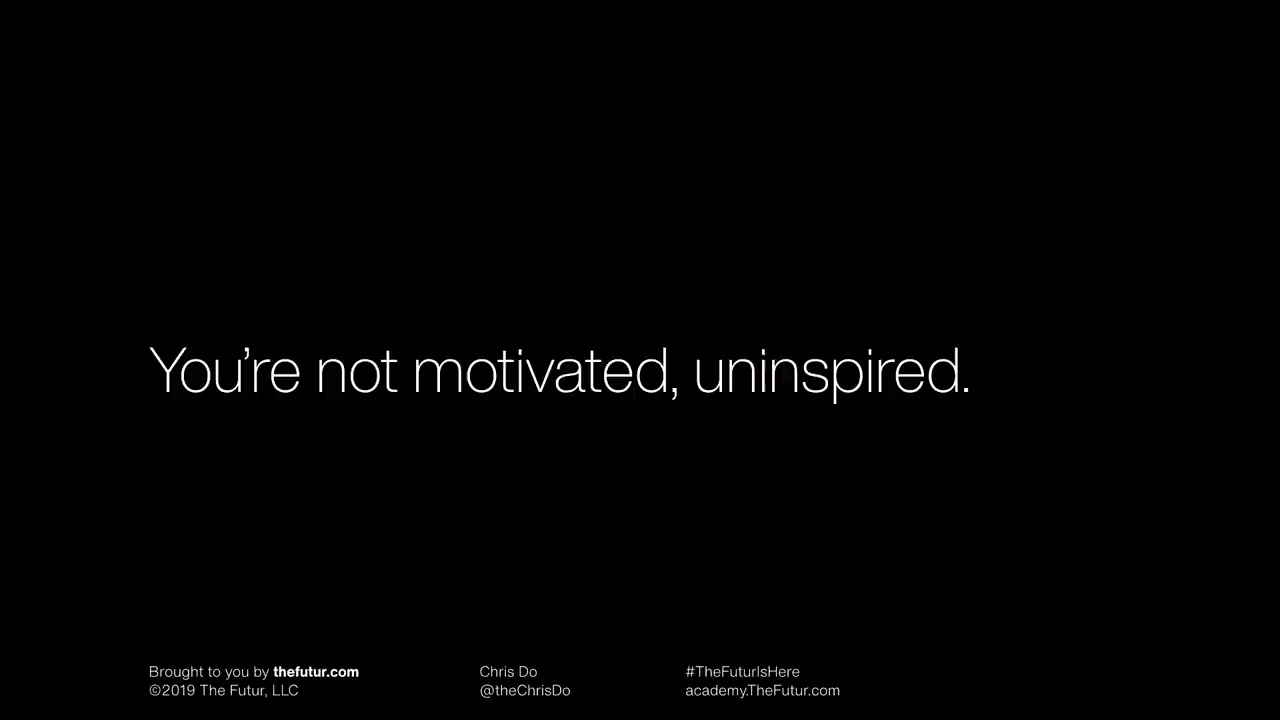 You’re not motivated, uninspired.
Brought to you by thefutur.com
©2019 The Futur, LLC
Chris Do
@theChrisDo
#TheFuturIsHere
academy.TheFutur.com